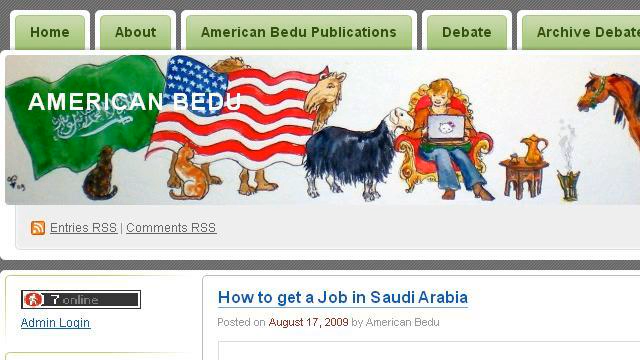 Home About American Bedu Publications Debate Archive Debate
AMERICAN BEDU
Entries RSS | Comments RSS
7 online
Admin Login
How to get a Job in Saudi Arabia
Posted on August 17, 2009 by American Bedu